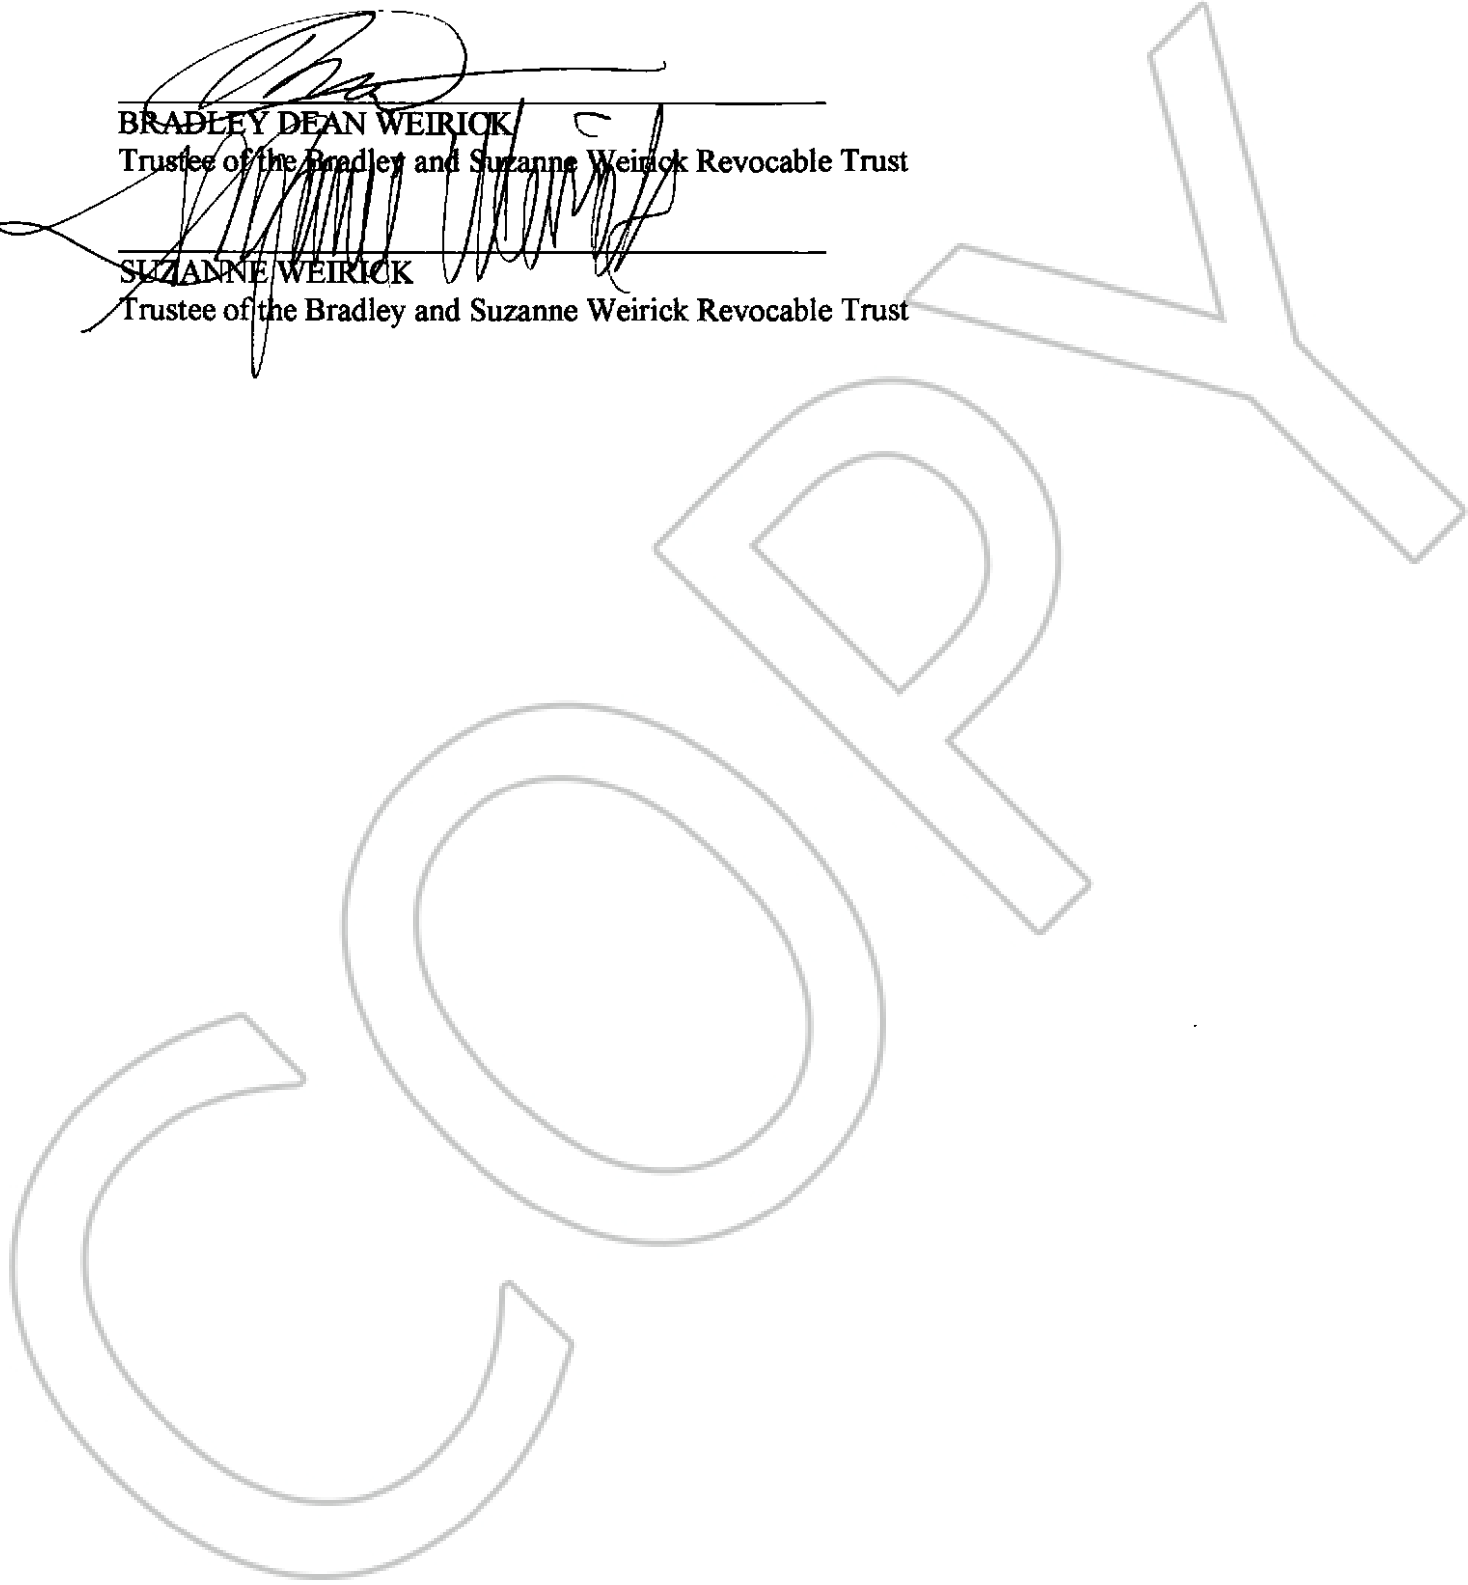 BRADLEY DEAN WEIRICK
Trustee of the Bradley and Suzanne Weirick Revocable Trust
SUZANNE WEIRICK
Trustee of the Bradley and Suzanne Weirick Revocable Trust
COPY